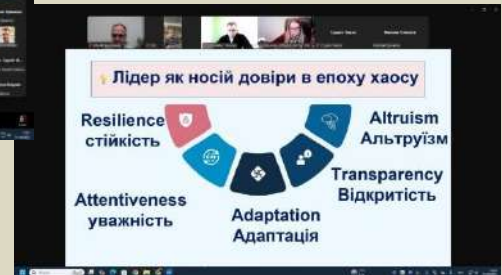 Лідер як носій довіри в епоху хаосу
Resilience
стійкість
Altruism
Альтруїзм
Attentiveness
уважність
Transparency
Відкритість
Adaptation
Адаптація